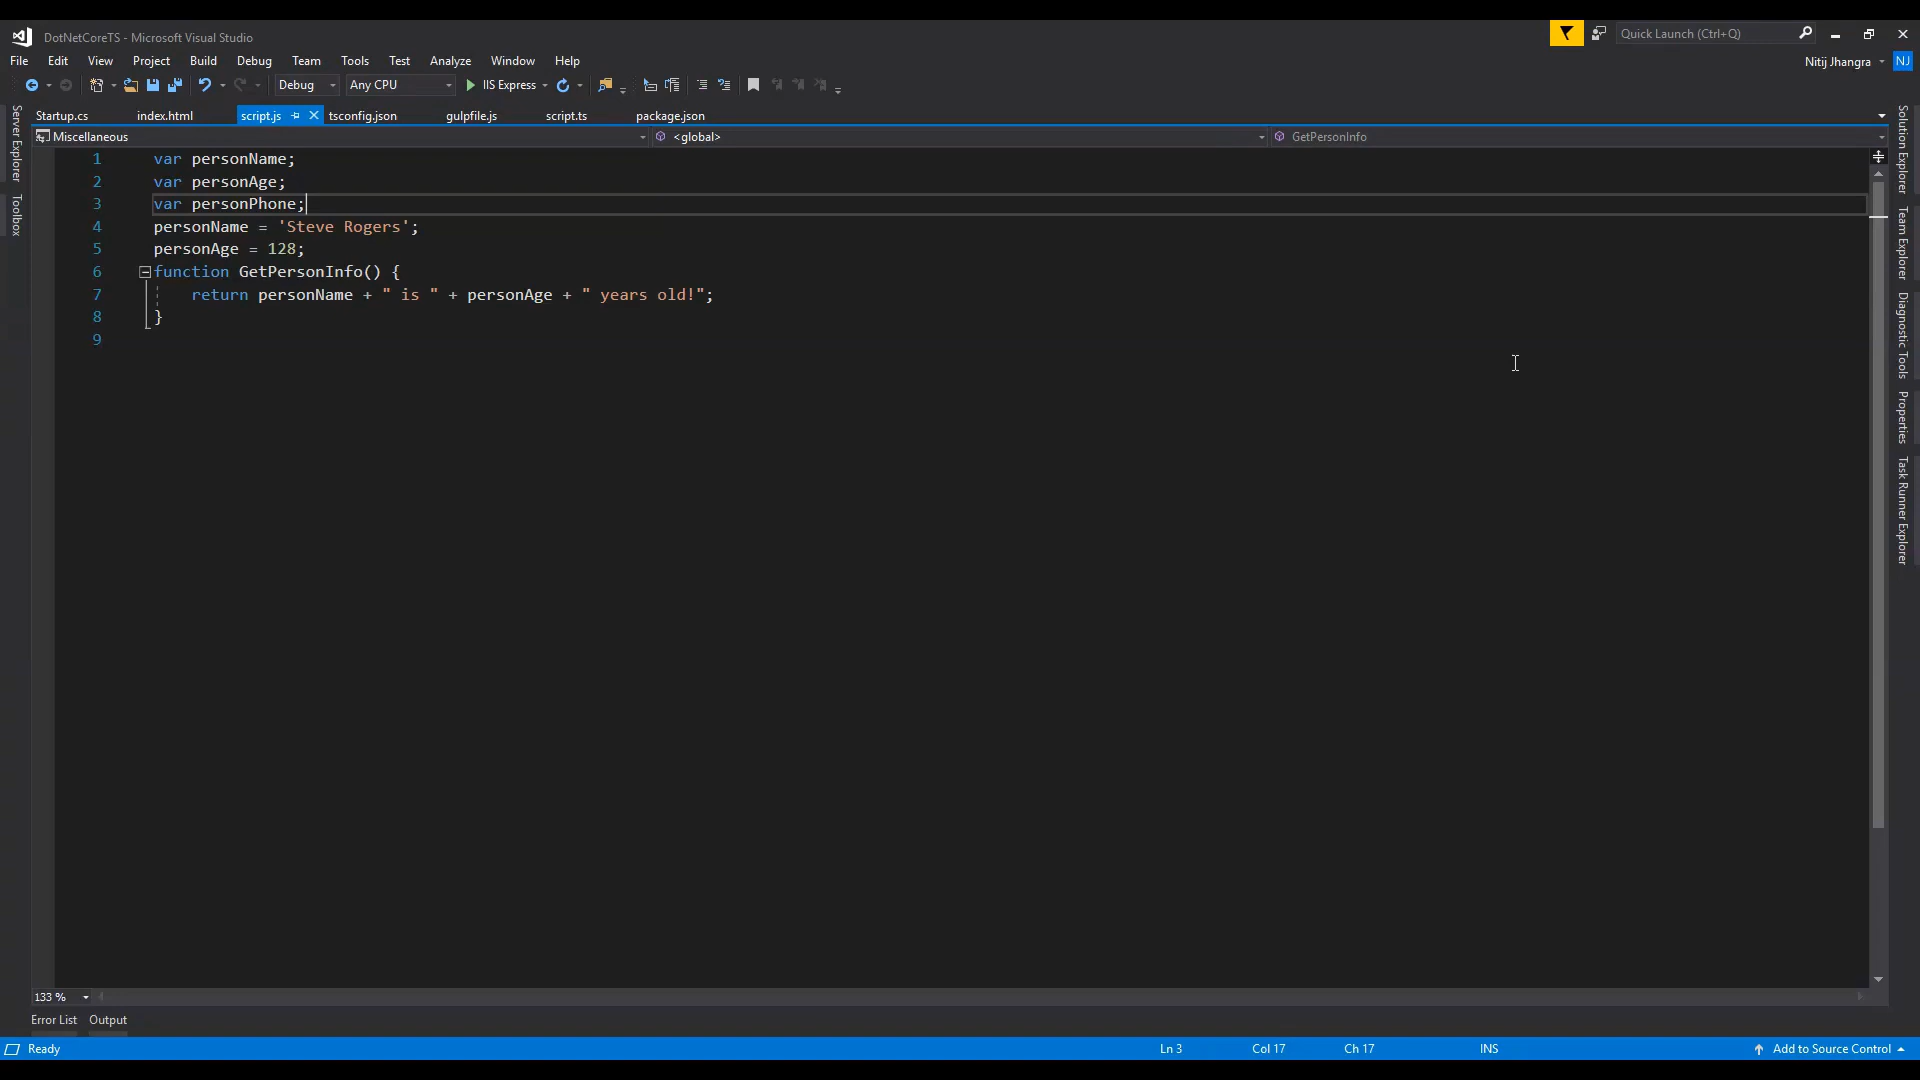 DotNetCoreTS - Microsoft Visual Studio
Quick Launch (Ctrl+Q)
File Edit View Project Build Debug Team Tools Test Analyze Window Help
Nitij Jhangra NJ
Debug Any CPU IIS Express
Startup.cs index.html script.js tsconfig.json gulpfile.js script.ts package.json
Miscellaneous <global> GetPersonInfo
Server Explorer
Toolbox
1 var personName;
2 var personAge;
3 var personPhone;
4 personName = 'Steve Rogers';
5 personAge = 128;
6 function GetPersonInfo() {
7 return personName + " is " + personAge + " years old!";
8 }
9
Solution Explorer
Team Explorer
Diagnostic Tools
Properties
Task Runner Explorer
133 %
Error List Output
Ready Ln 3 Col 17 Ch 17 INS Add to Source Control